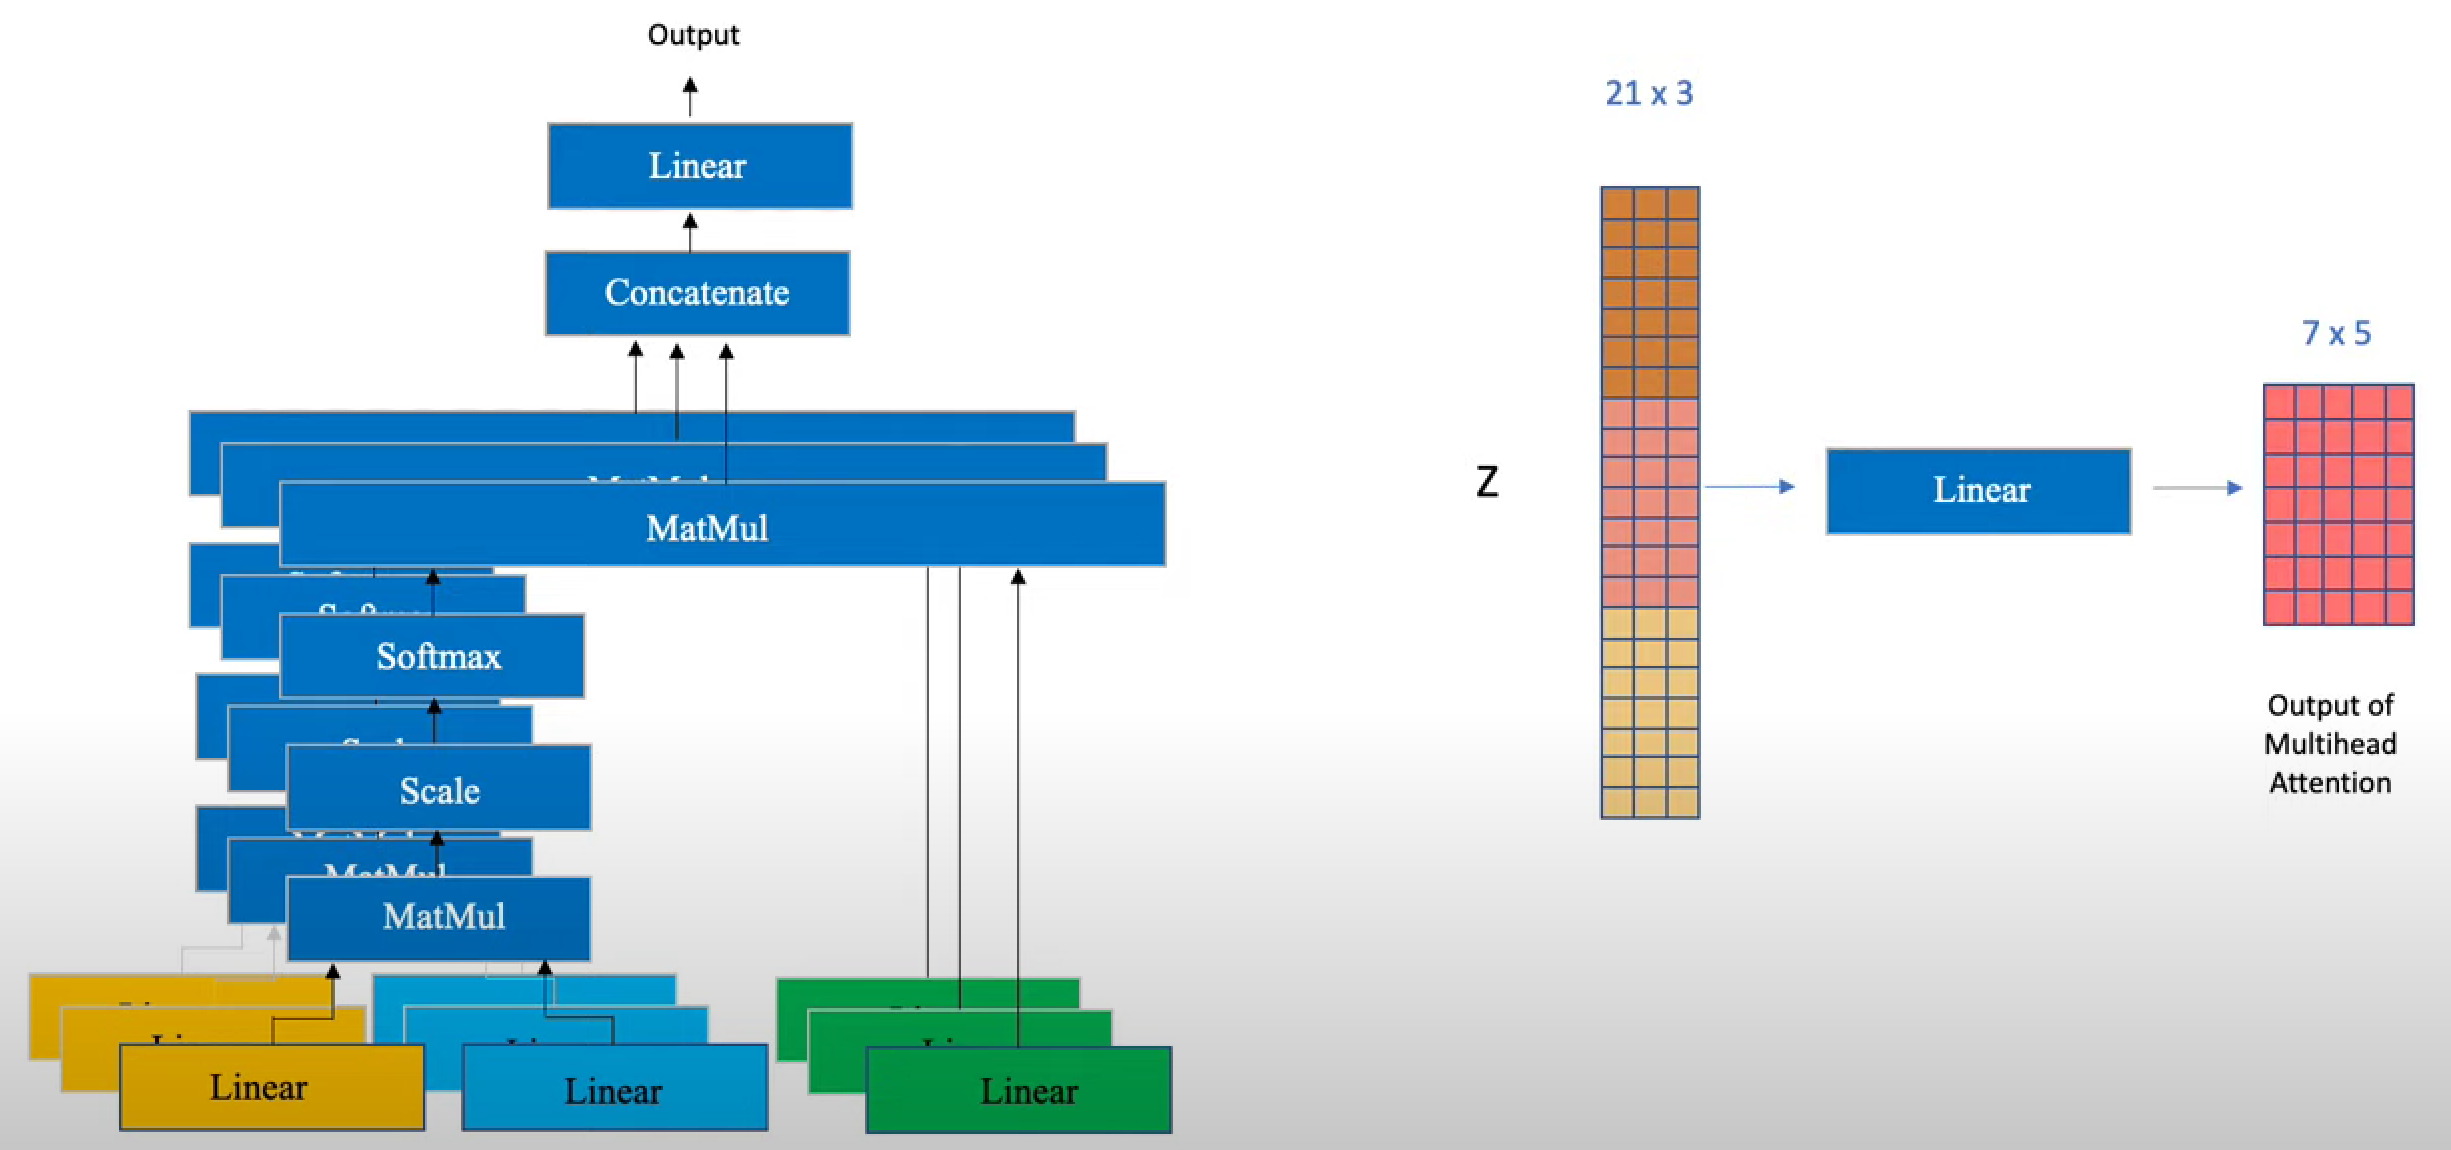 Output
Linear
Concatenate
MatMul
Softmax
Scale
MatMul
MatMul
Linear
Linear
Linear
21 x 3
Z
Linear
7 x 5
Output of
Multihead
Attention